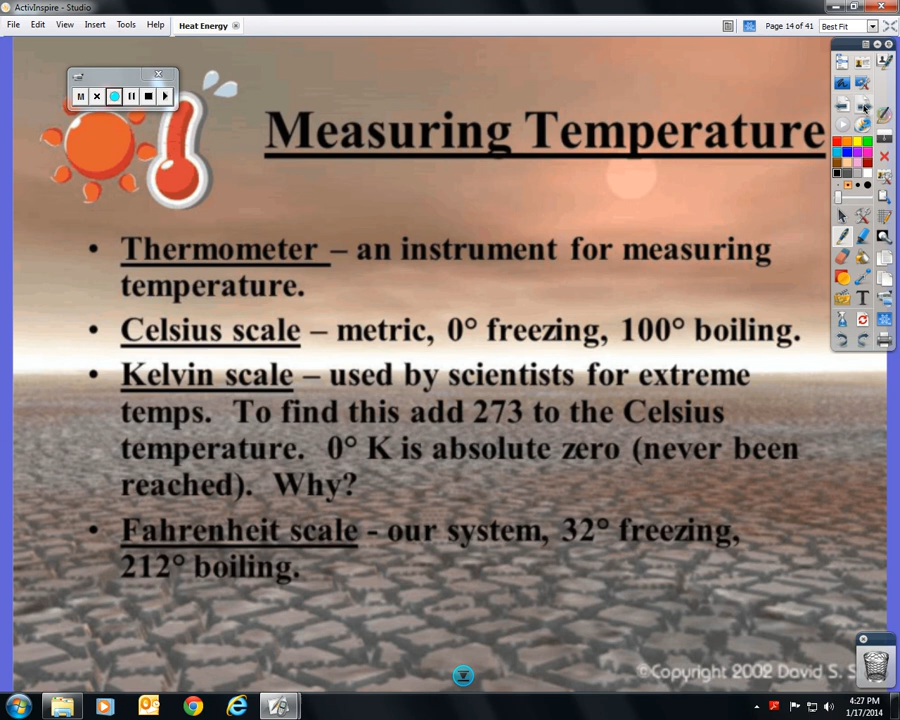 ActivInspire - Studio
File Edit View Insert Tools Help Heat Energy Page 14 of 41 Best Fit
M
Measuring Temperature
• Thermometer – an instrument for measuring
temperature.
• Celsius scale – metric, 0° freezing, 100° boiling.
• Kelvin scale – used by scientists for extreme
temps. To find this add 273 to the Celsius
temperature. 0° K is absolute zero (never been
reached). Why?
• Fahrenheit scale - our system, 32° freezing,
212° boiling.
©Copyright 2002 David S.
4:27 PM
1/17/2014